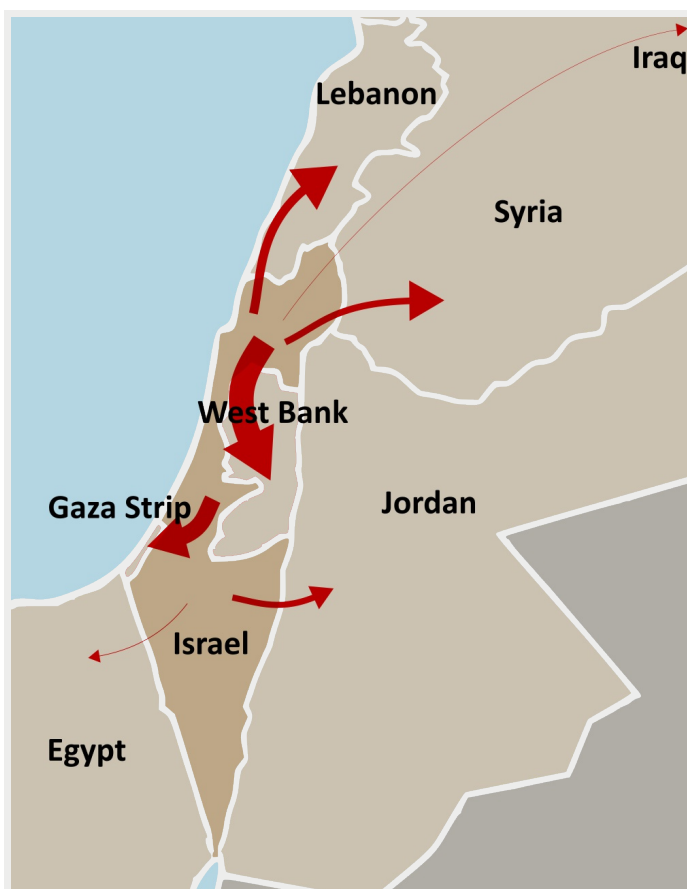 Iraq
Lebanon
Syria
West Bank
Gaza Strip
Jordan
Israel
Egypt